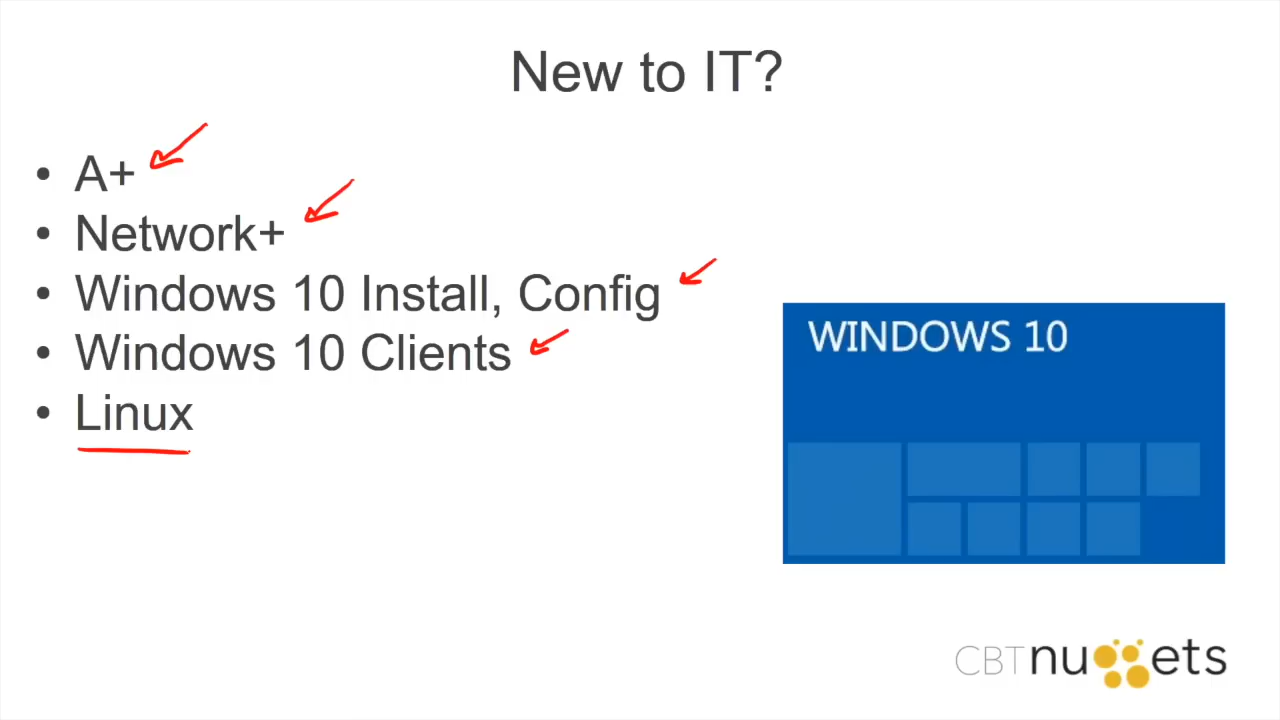 New to IT?
• A+
• Network+
• Windows 10 Install, Config
• Windows 10 Clients
• Linux
WINDOWS 10
CBTnuggets